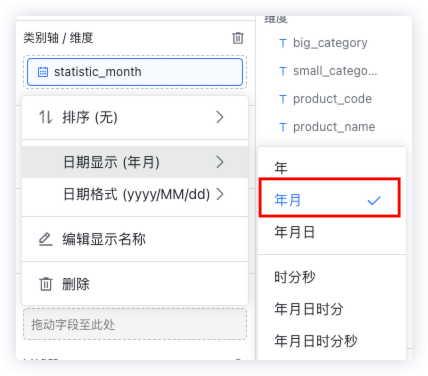 类别轴 / 维度
statistic_month
排序 (无)
日期显示 (年月)
日期格式 (yyyy/MM/dd)
编辑显示名称
删除
拖动字段至此处
维度
big_category
small_catego...
product_code
product_name
年
年月
年月日
时分秒
年月日时分
年月日时分秒